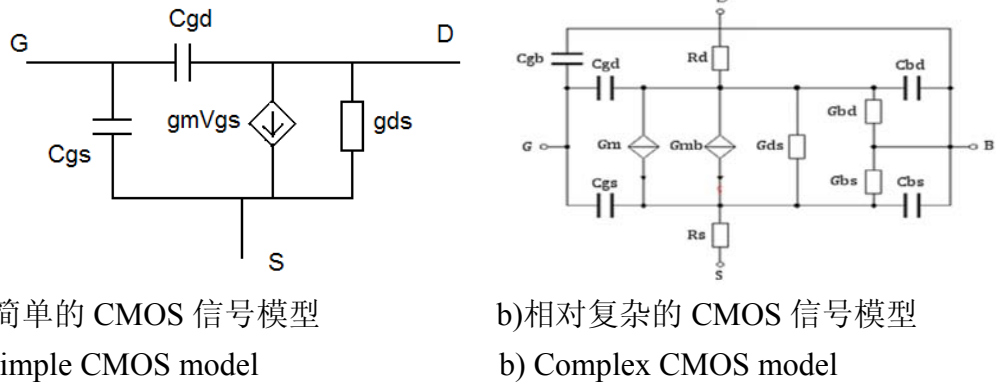 Cgd
G
D
gmVgs
gds
Cgs
S
Cgb
Cgd
Rd
Cbd
Gbd
G
Gm
Gmb
Gds
B
Cgs
Gbs
Cbs
Rs
S
简单的 CMOS 信号模型
b)相对复杂的 CMOS 信号模型
imple CMOS model
b) Complex CMOS model